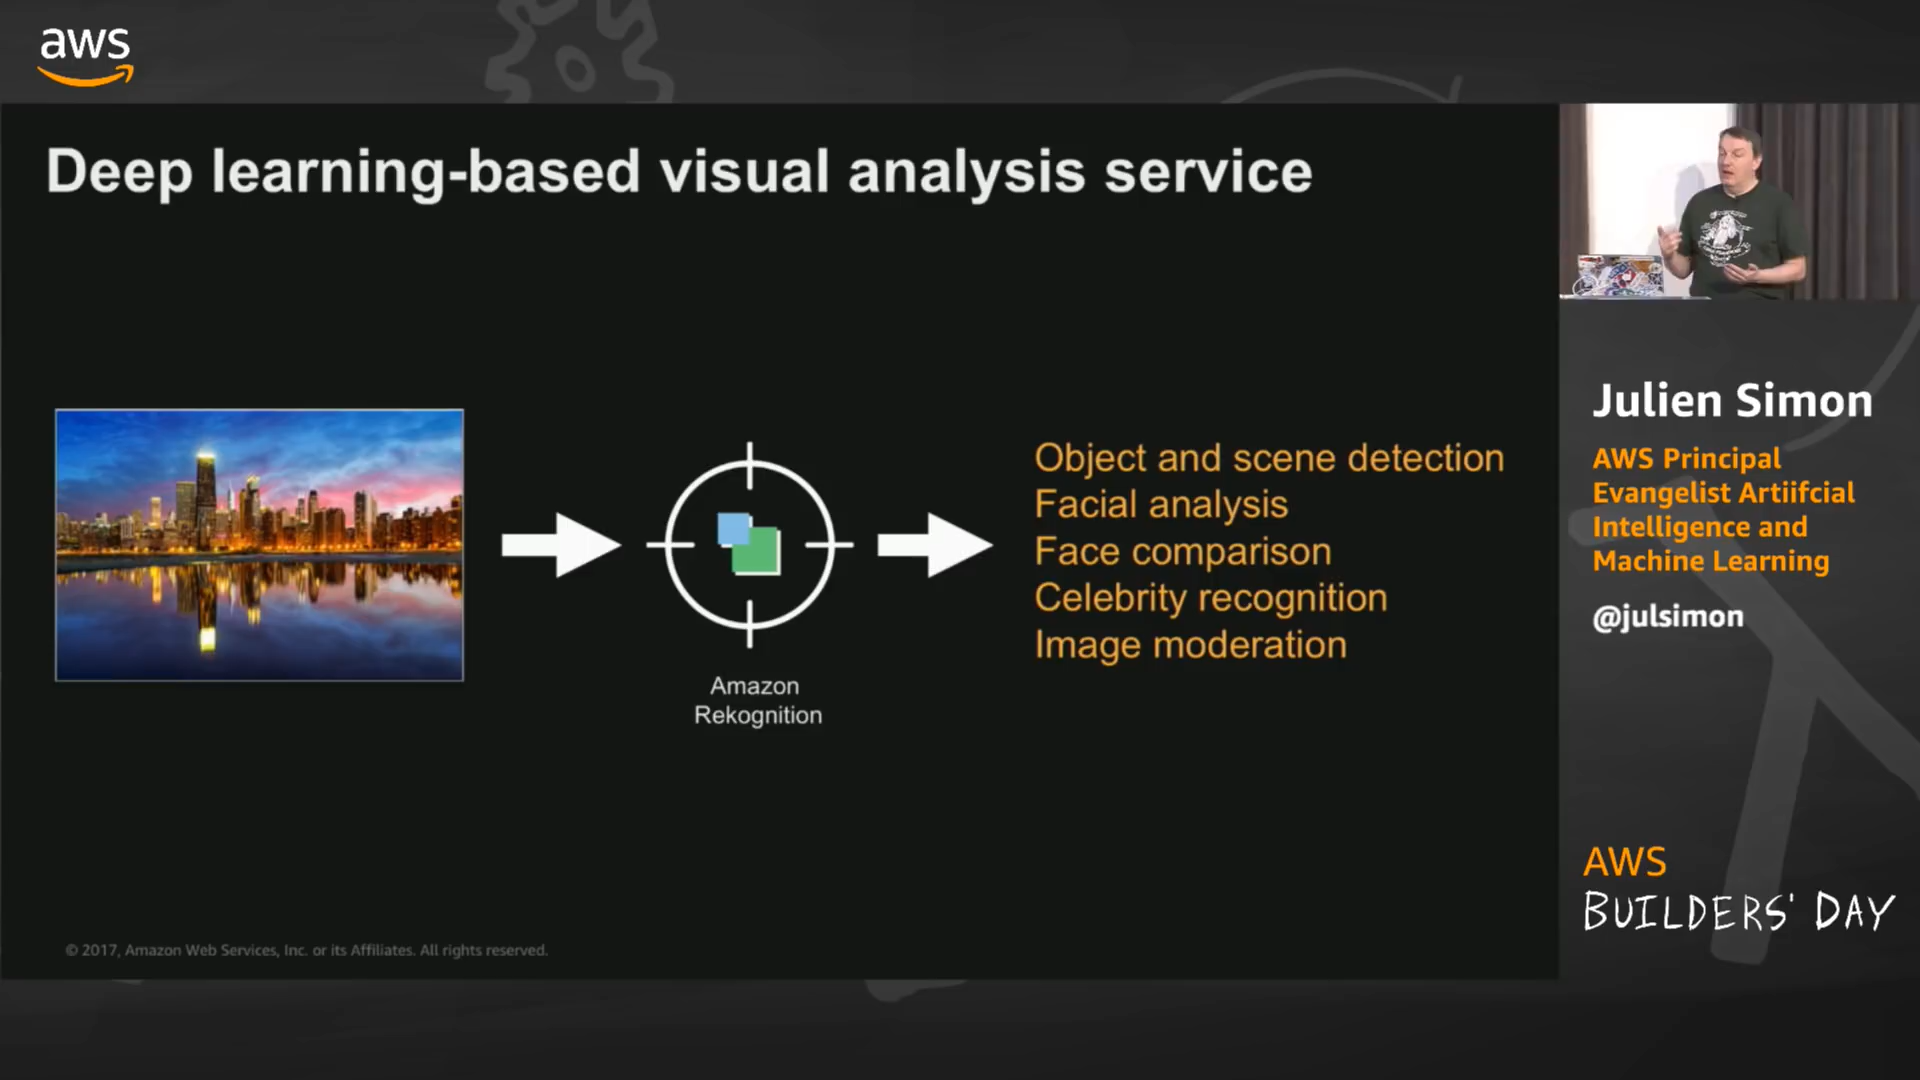 aws
Deep learning-based visual analysis service
Amazon
Rekognition
Object and scene detection
Facial analysis
Face comparison
Celebrity recognition
Image moderation
© 2017, Amazon Web Services, Inc. or its Affiliates. All rights reserved.
Julien Simon
AWS Principal
Evangelist Artiifcial
Intelligence and
Machine Learning
@julsimon
AWS
BUILDERS' DAY